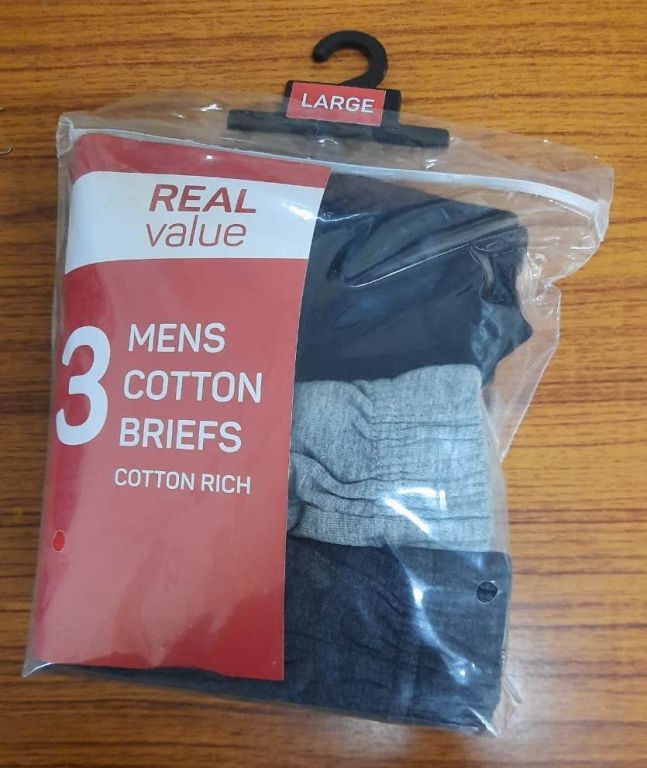 LARGE
REAL
value
3
MENS
COTTON
BRIEFS
COTTON RICH